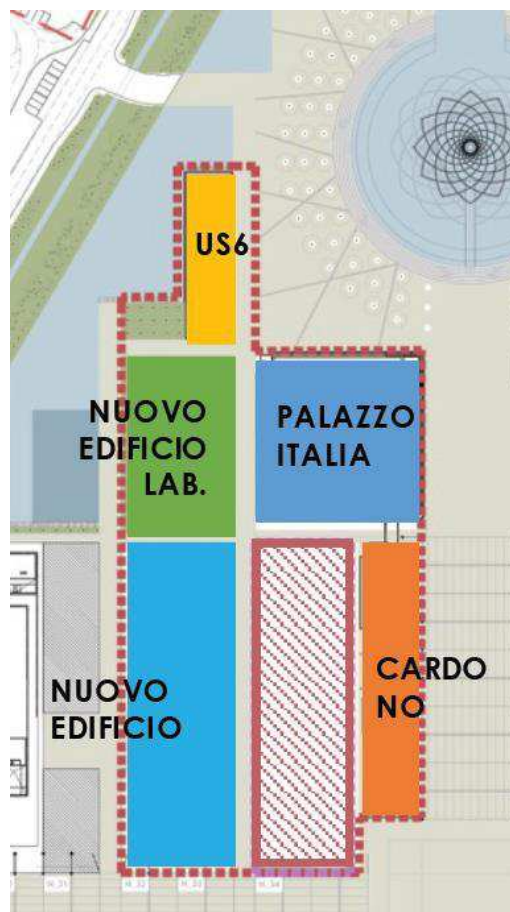 US6
NUOVO
EDIFICIO
LAB.
PALAZZO
ITALIA
CARDO
NO
NUOVO
EDIFICIO